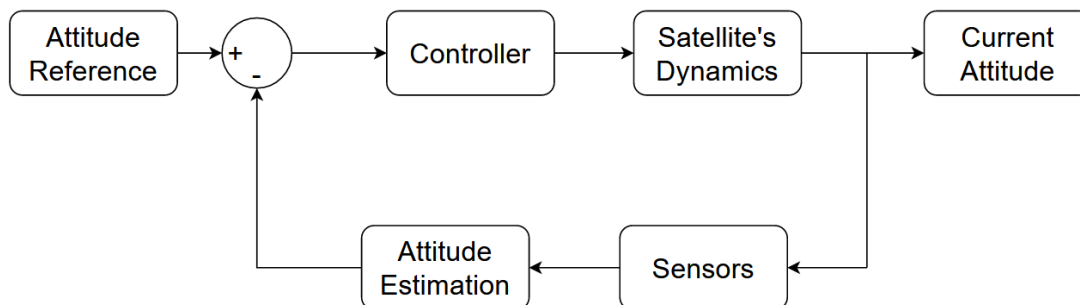 Attitude
Reference
+
-
Controller
Satellite's
Dynamics
Current
Attitude
Attitude
Estimation
Sensors